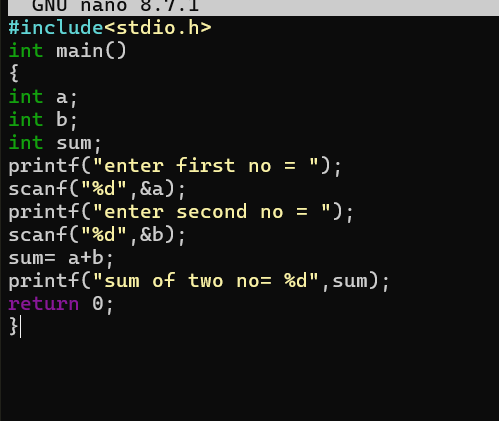 GNU nano 8.7.1
#include<stdio.h>
int main()
{
int a;
int b;
int sum;
printf("enter first no = ");
scanf("%d",&a);
printf("enter second no = ");
scanf("%d",&b);
sum= a+b;
printf("sum of two no= %d",sum);
return 0;
}